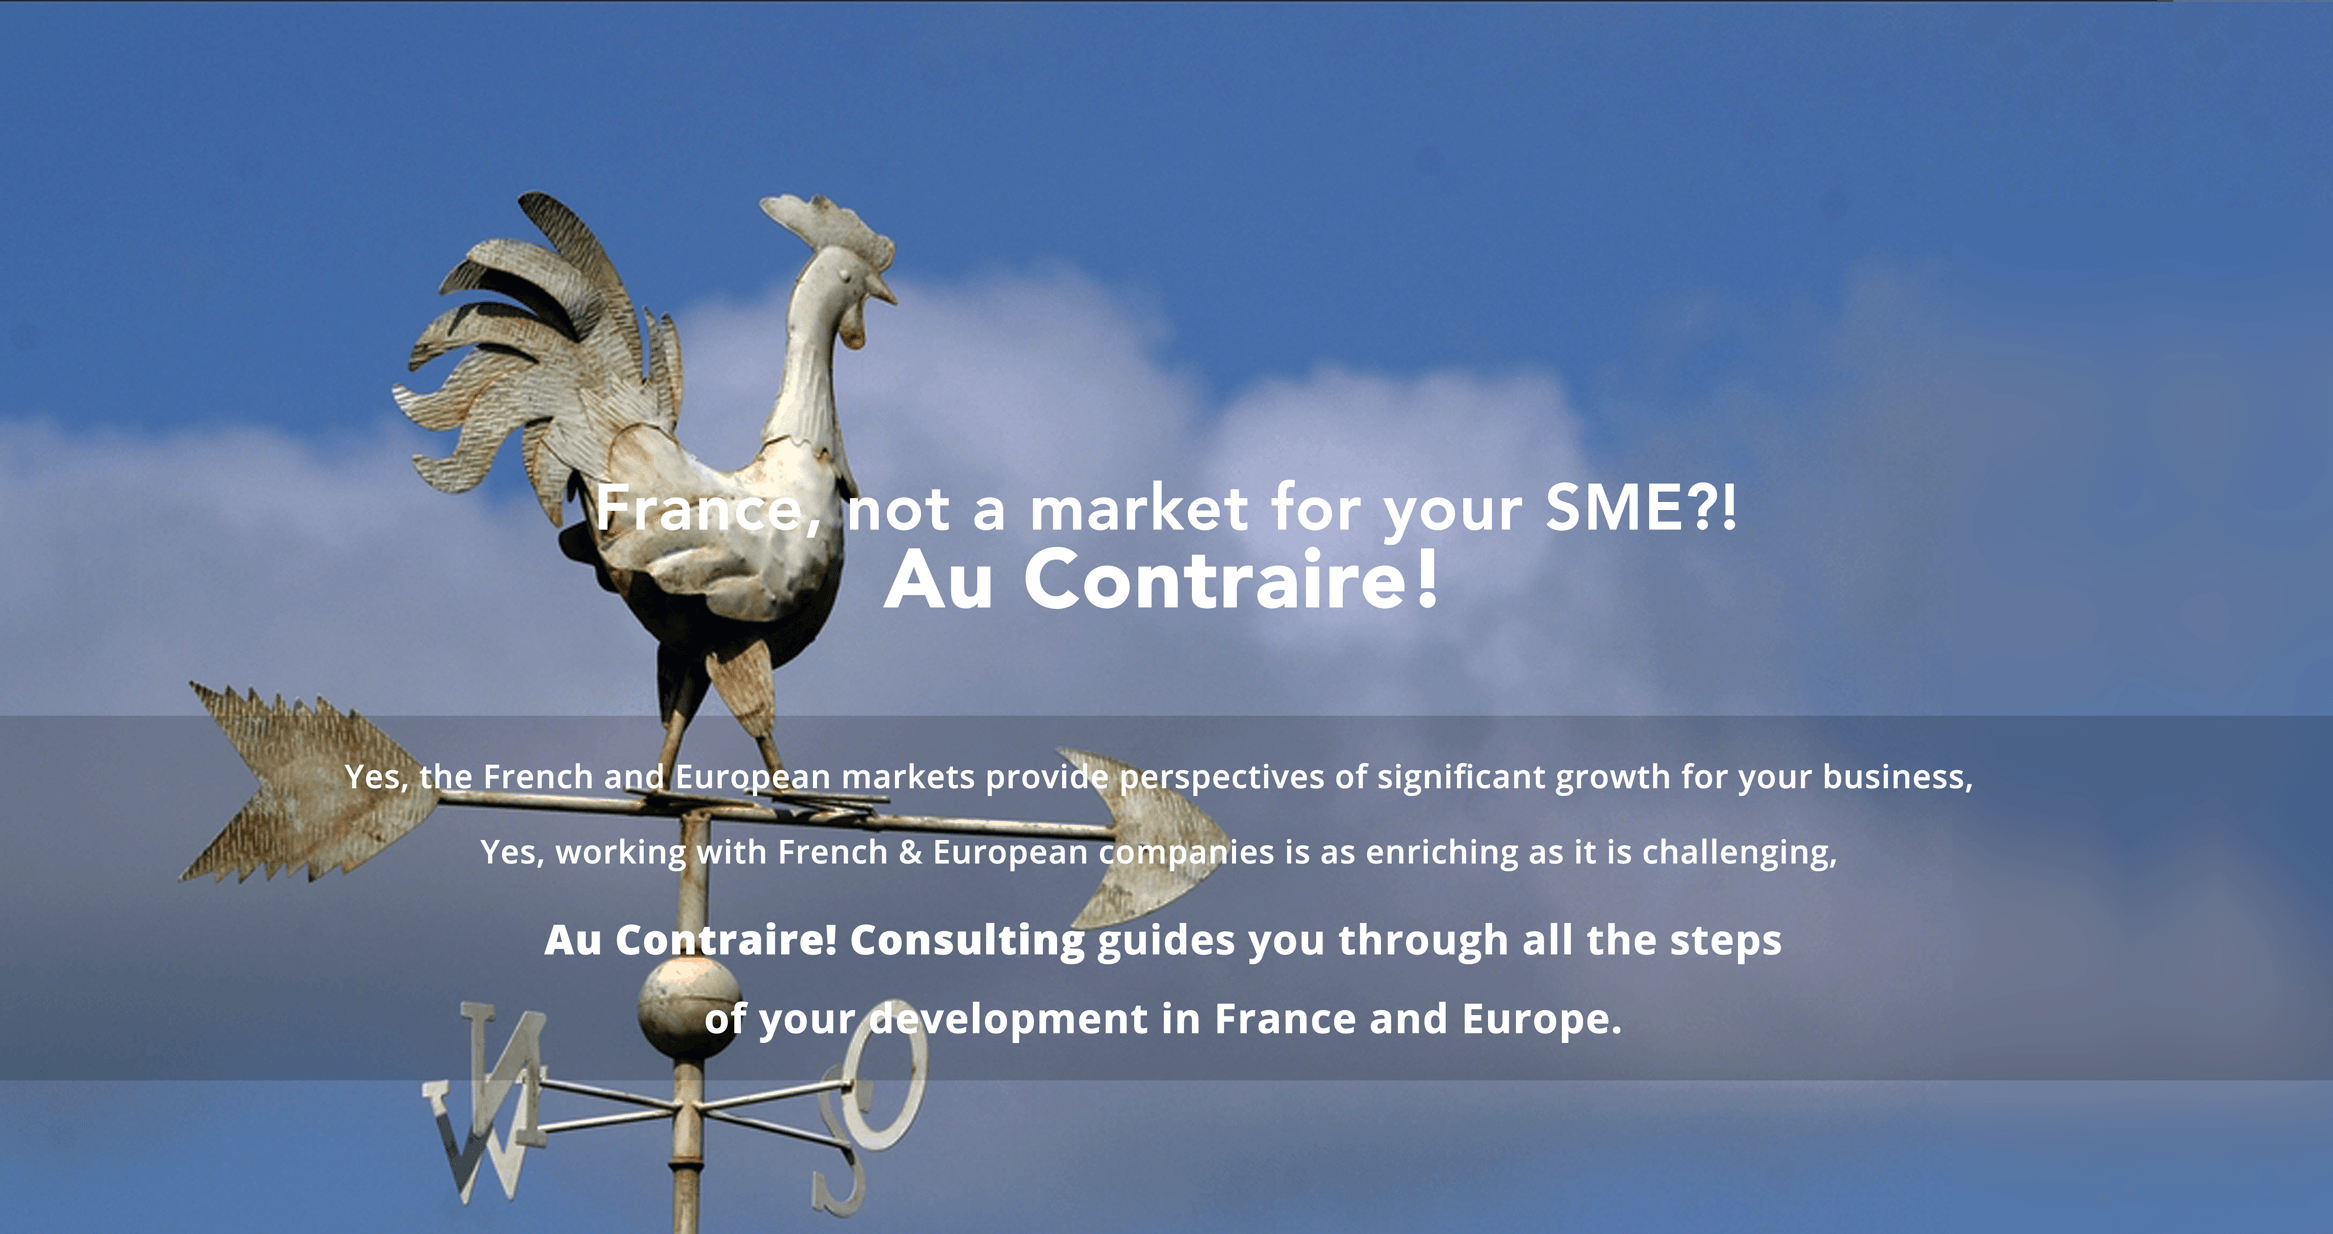 France, not a market for your SME?!
Au Contraire!
Yes, the French and European markets provide perspectives of significant growth for your business,
Yes, working with French & European companies is as enriching as it is challenging,
Au Contraire! Consulting guides you through all the steps
of your development in France and Europe.
N
O
W
S